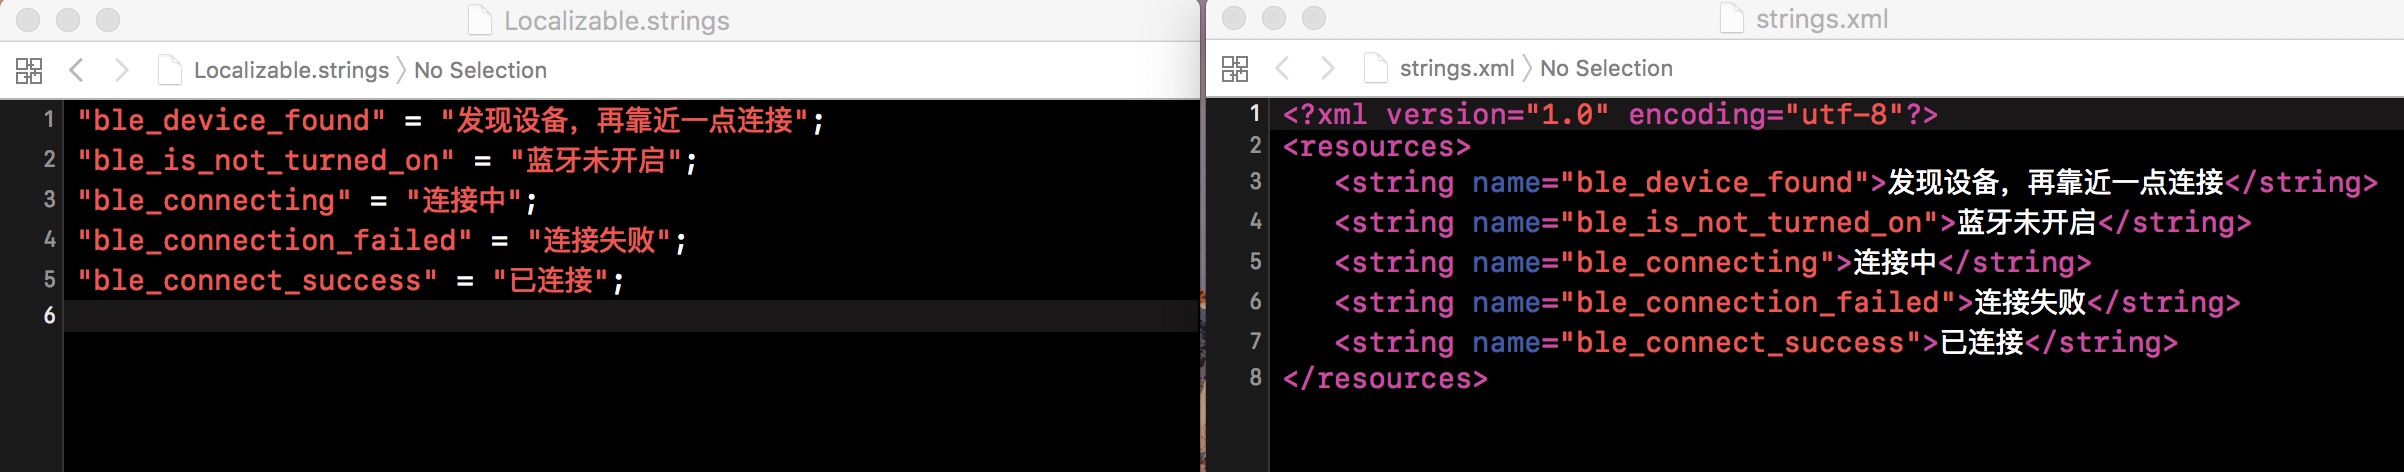 Localizable.strings
Localizable.strings 〉 No Selection
1 "ble_device_found" = "发现设备，再靠近一点连接";
2 "ble_is_not_turned_on" = "蓝牙未开启";
3 "ble_connecting" = "连接中";
4 "ble_connection_failed" = "连接失败";
5 "ble_connect_success" = "已连接";
6
strings.xml
strings.xml 〉 No Selection
1 <?xml version="1.0" encoding="utf-8"?>
2 <resources>
3 <string name="ble_device_found">发现设备，再靠近一点连接</string>
4 <string name="ble_is_not_turned_on">蓝牙未开启</string>
5 <string name="ble_connecting">连接中</string>
6 <string name="ble_connection_failed">连接失败</string>
7 <string name="ble_connect_success">已连接</string>
8 </resources>